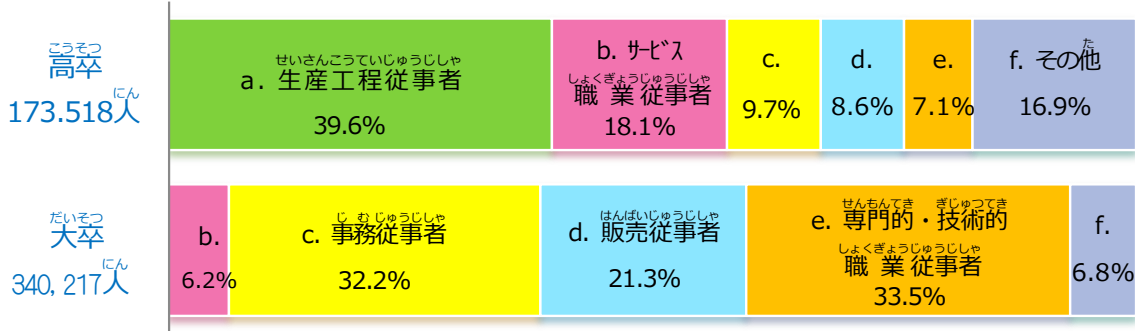 こうそつ
高卒
173.518人
にん
せいさんこうていじゅうじしゃ
a. 生産工程従事者
39.6%
b. ｻｰﾋﾞｽ
しょくぎょうじゅうじしゃ
職業従事者
18.1%
c.
9.7%
d.
8.6%
e.
7.1%
た
f. その他
16.9%
だいそつ
大卒
にん
340,217人
b.
6.2%
じむじゅうじしゃ
c. 事務従事者
32.2%
はんばいじゅうじしゃ
d. 販売従事者
21.3%
せんもんてき ぎじゅつてき
e. 専門的・技術的
しょくぎょうじゅうじしゃ
職業従事者
33.5%
f.
6.8%